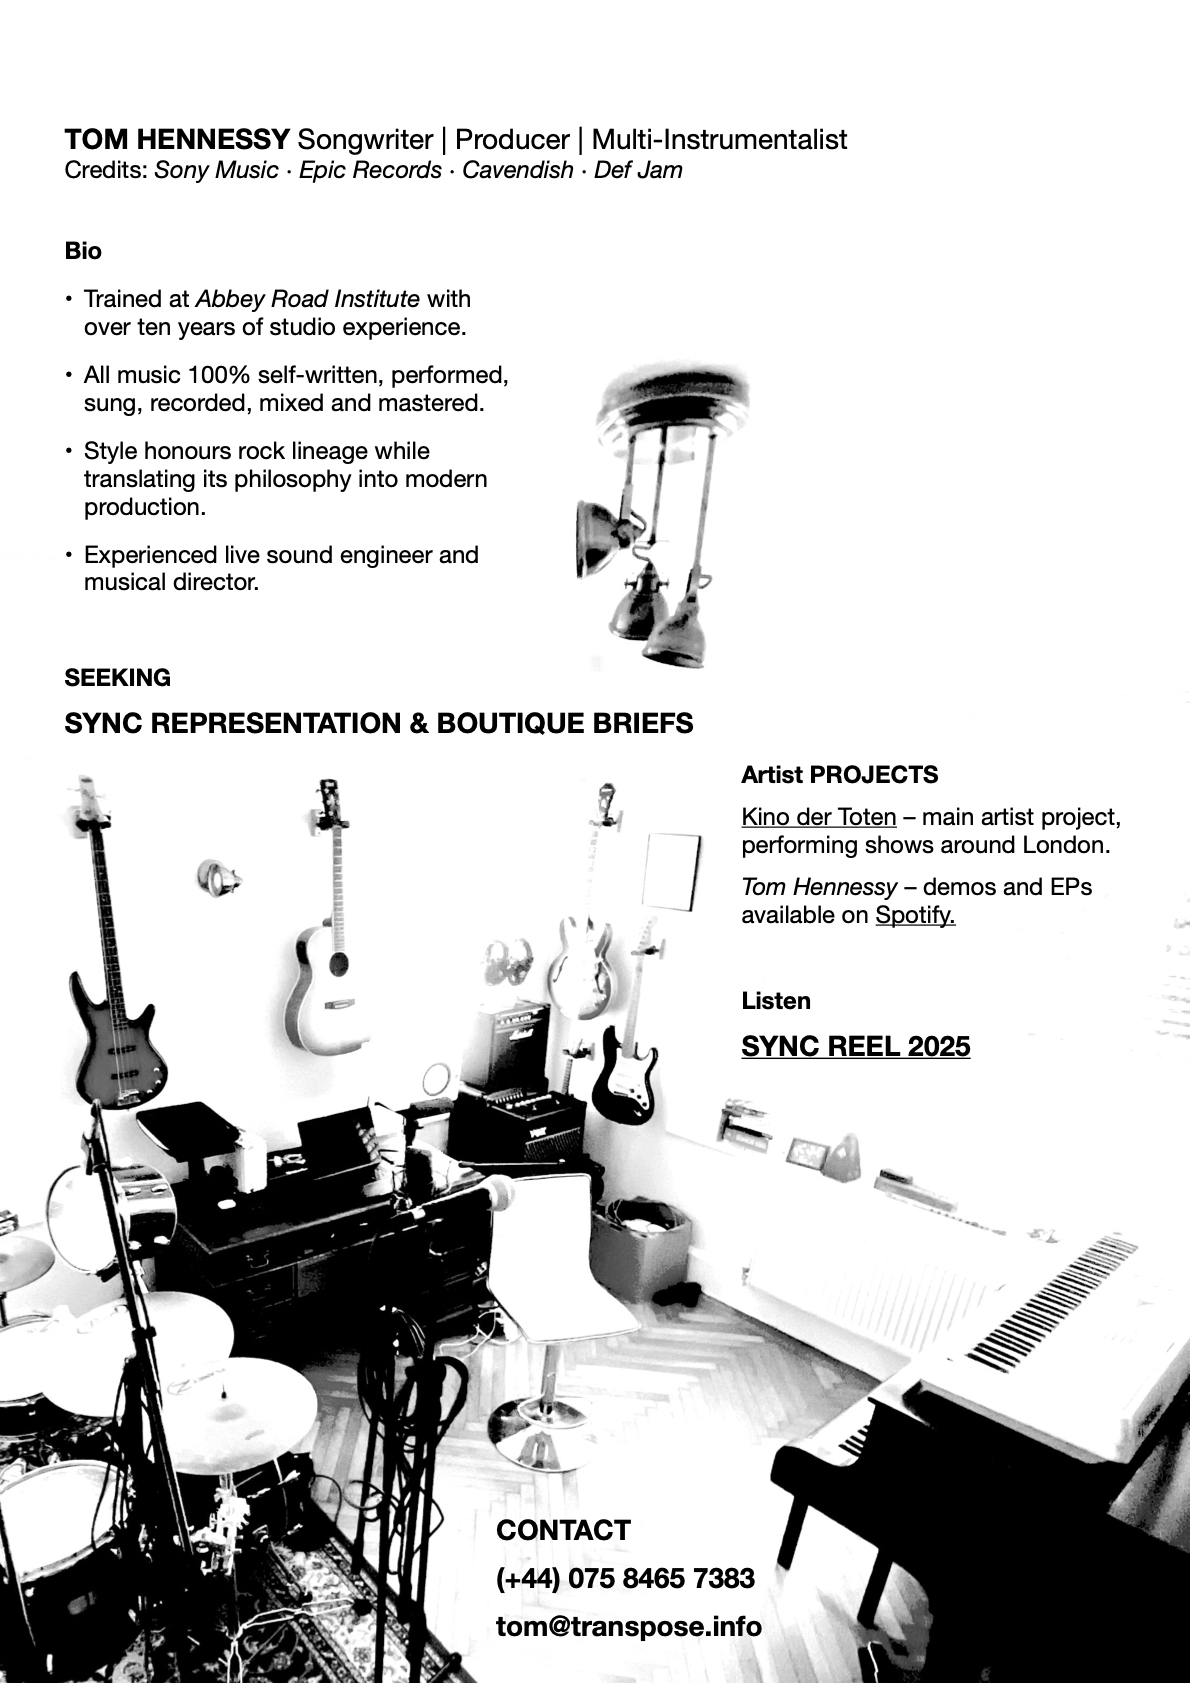 TOM HENNESSY Songwriter | Producer | Multi-Instrumentalist
Credits: Sony Music · Epic Records · Cavendish · Def Jam
Bio
• Trained at Abbey Road Institute with
over ten years of studio experience.
• All music 100% self-written, performed,
sung, recorded, mixed and mastered.
• Style honours rock lineage while
translating its philosophy into modern
production.
• Experienced live sound engineer and
musical director.
SEEKING
SYNC REPRESENTATION & BOUTIQUE BRIEFS
Artist PROJECTS
Kino der Toten – main artist project,
performing shows around London.
Tom Hennessy – demos and EPs
available on Spotify.
Listen
SYNC REEL 2025
CONTACT
(+44) 075 8465 7383
tom@transpose.info